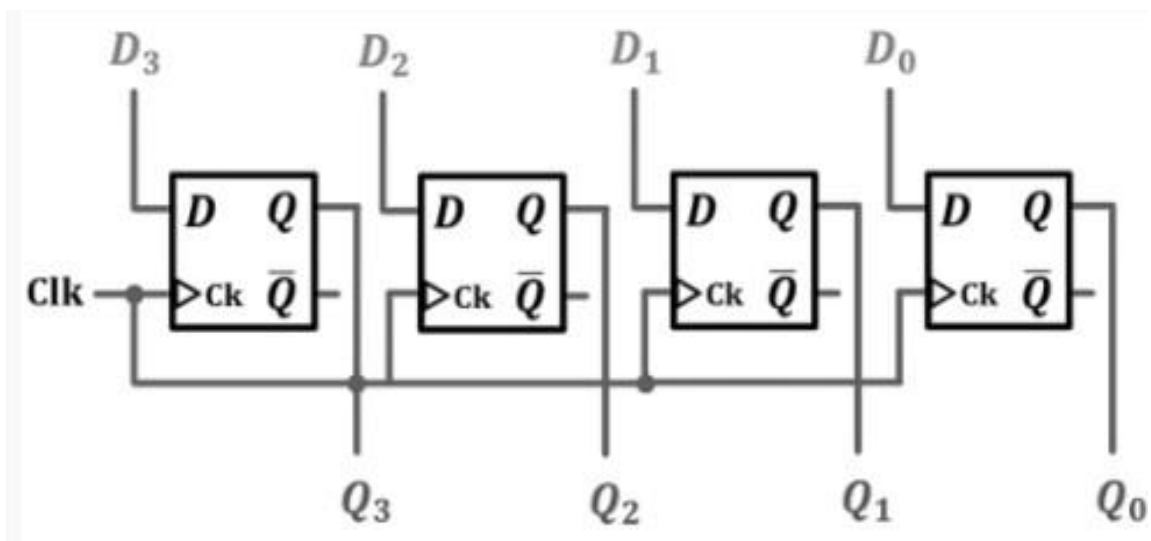 D₃ D₂ D₁ D₀
D Q D Q D Q D Q
Clk Ck Q̅ Ck Q̅ Ck Q̅ Ck Q̅
Q₃ Q₂ Q₁ Q₀